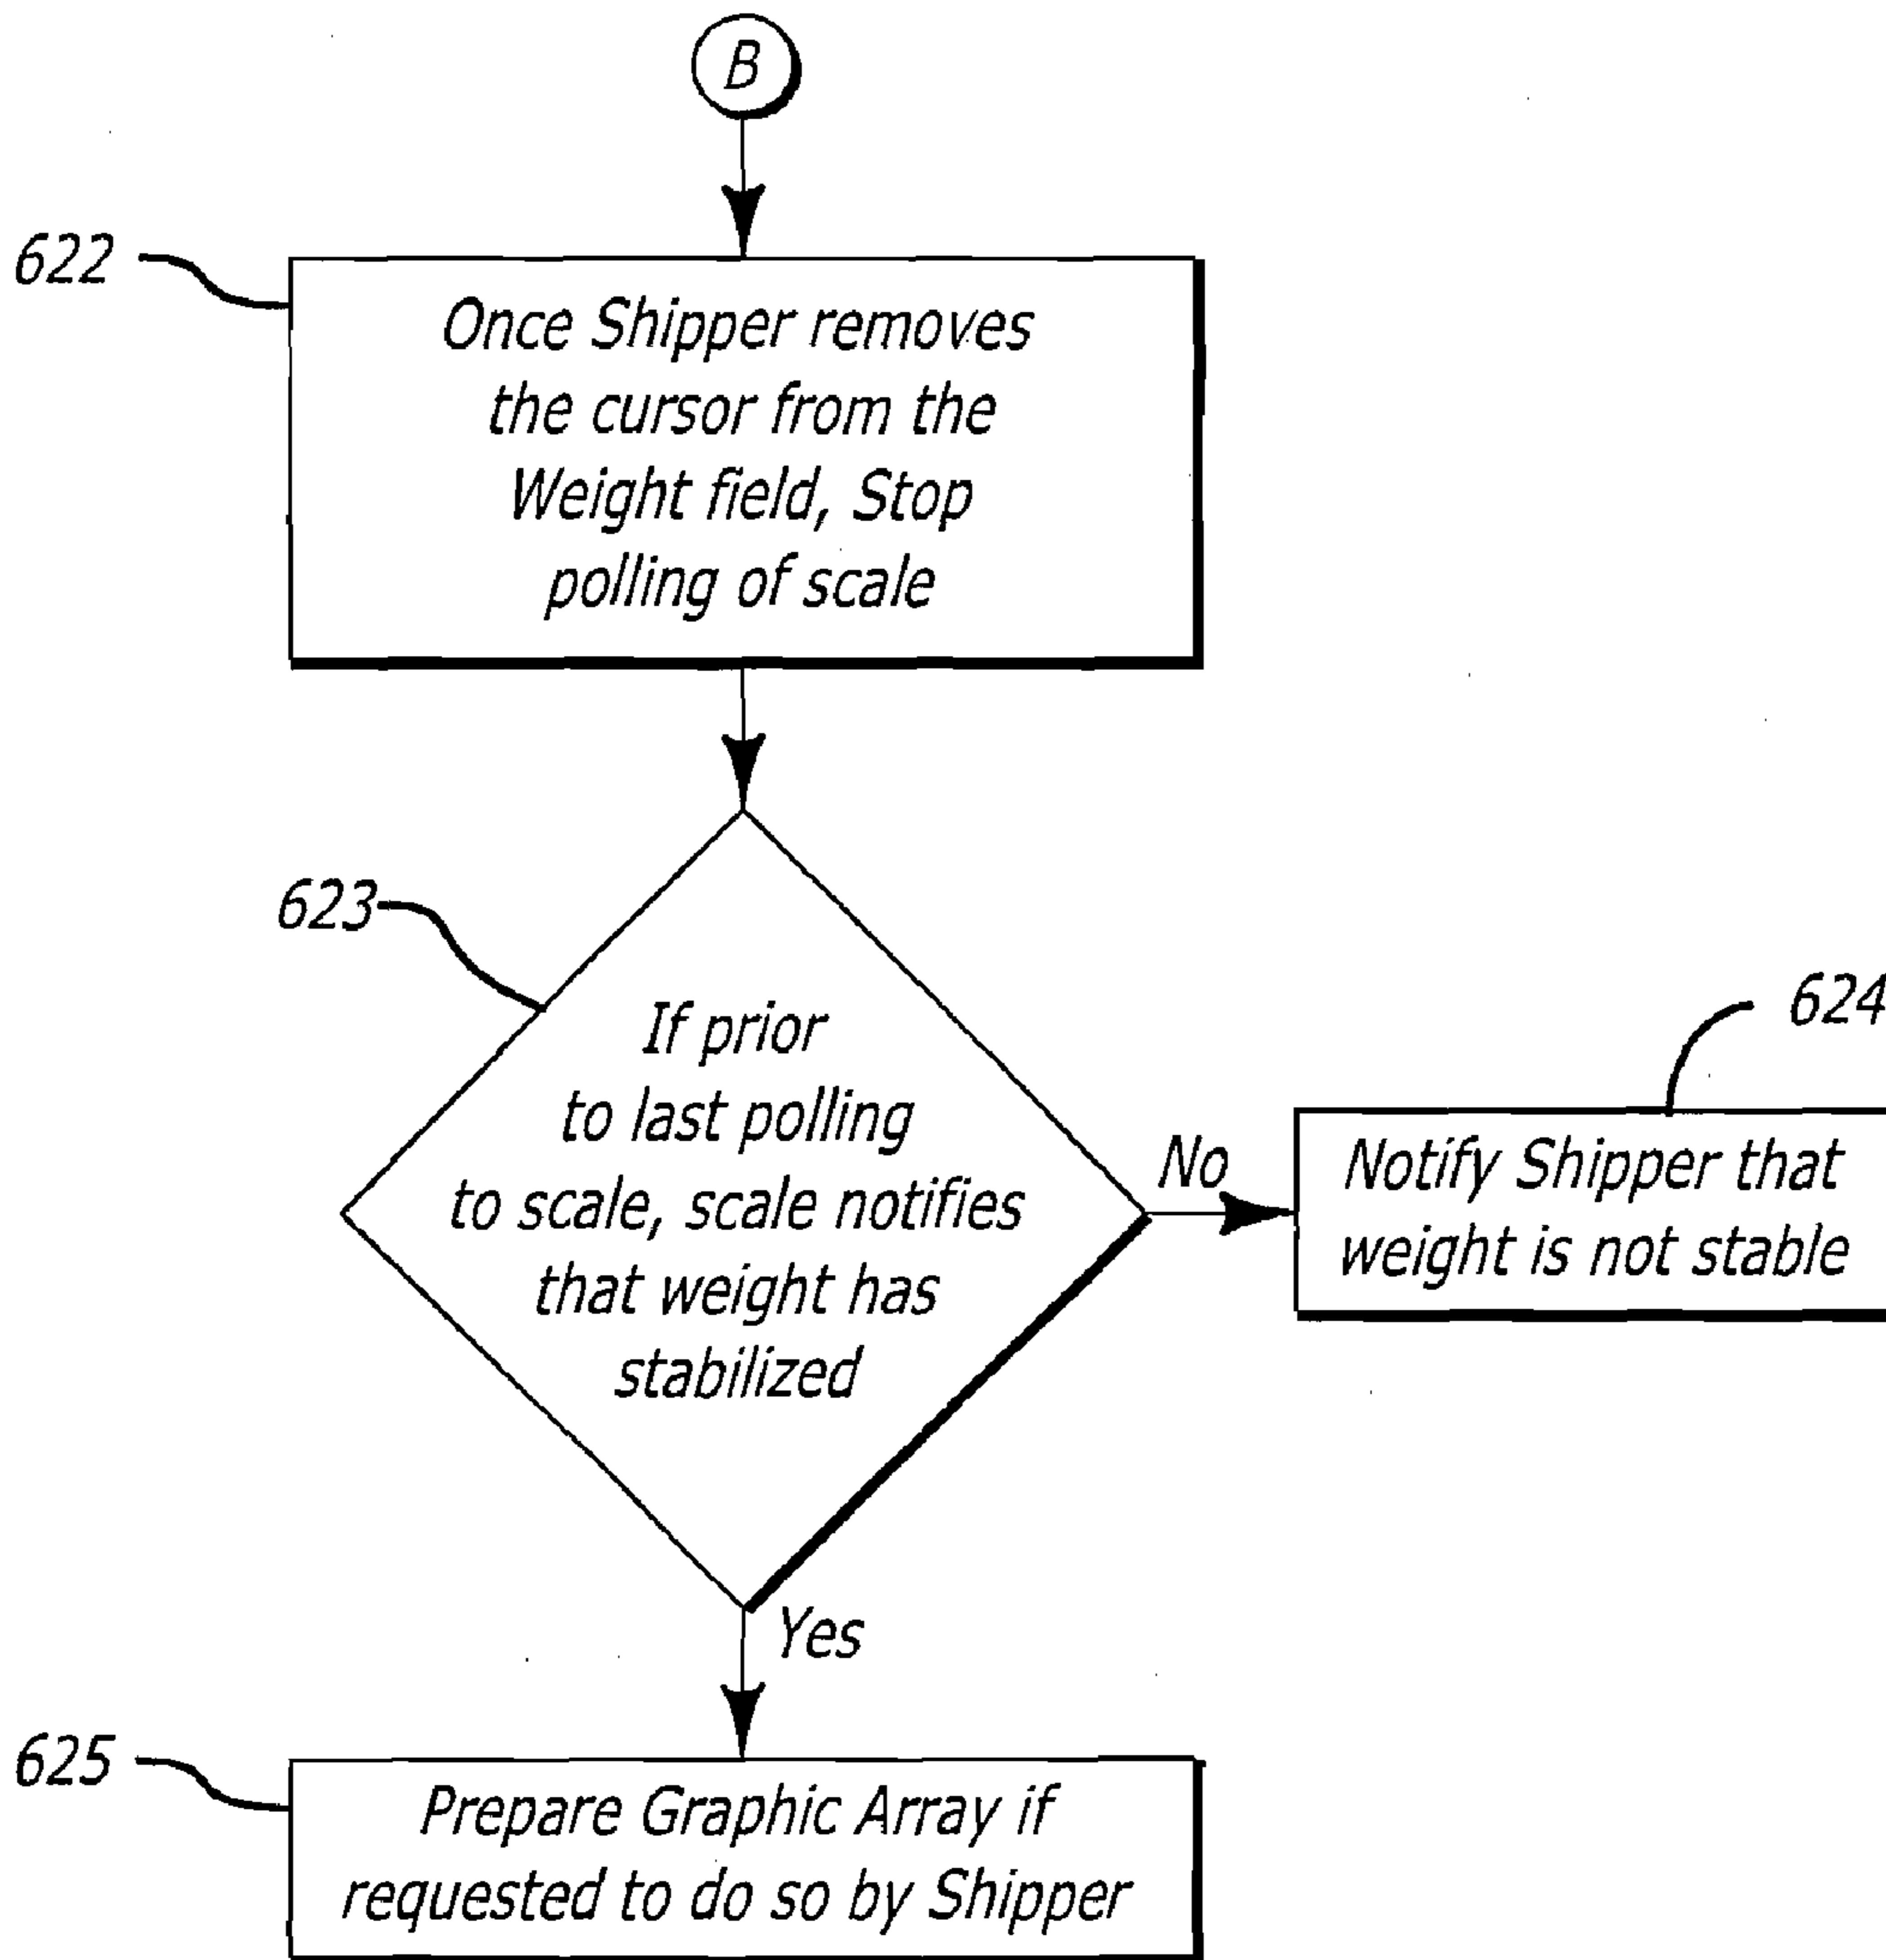 B
622
Once Shipper removes
the cursor from the
Weight field, Stop
polling of scale
623
If prior
to last polling
to scale, scale notifies
that weight has
stabilized
No
624
Notify Shipper that
weight is not stable
Yes
625
Prepare Graphic Array if
requested to do so by Shipper